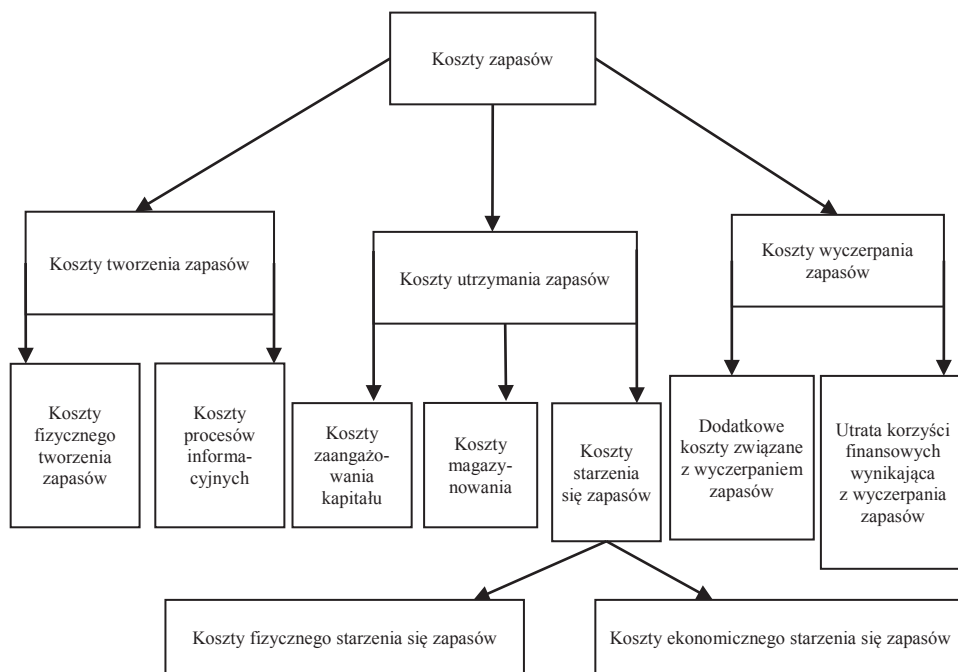 Koszty zapasów
Koszty tworzenia zapasów
Koszty utrzymania zapasów
Koszty wyczerpania
zapasów
Koszty
fizycznego
tworzenia
zapasów
Koszty
procesów
informa-
cyjnych
Koszty
zaangażo-
wania
kapitału
Koszty
magazy-
nowania
Koszty
starzenia
się zapasów
Dodatkowe
koszty związane
z wyczerpaniem
zapasów
Utrata korzyści
finansowych
wynikająca
z wyczerpania
zapasów
Koszty fizycznego starzenia się zapasów
Koszty ekonomicznego starzenia się zapasów